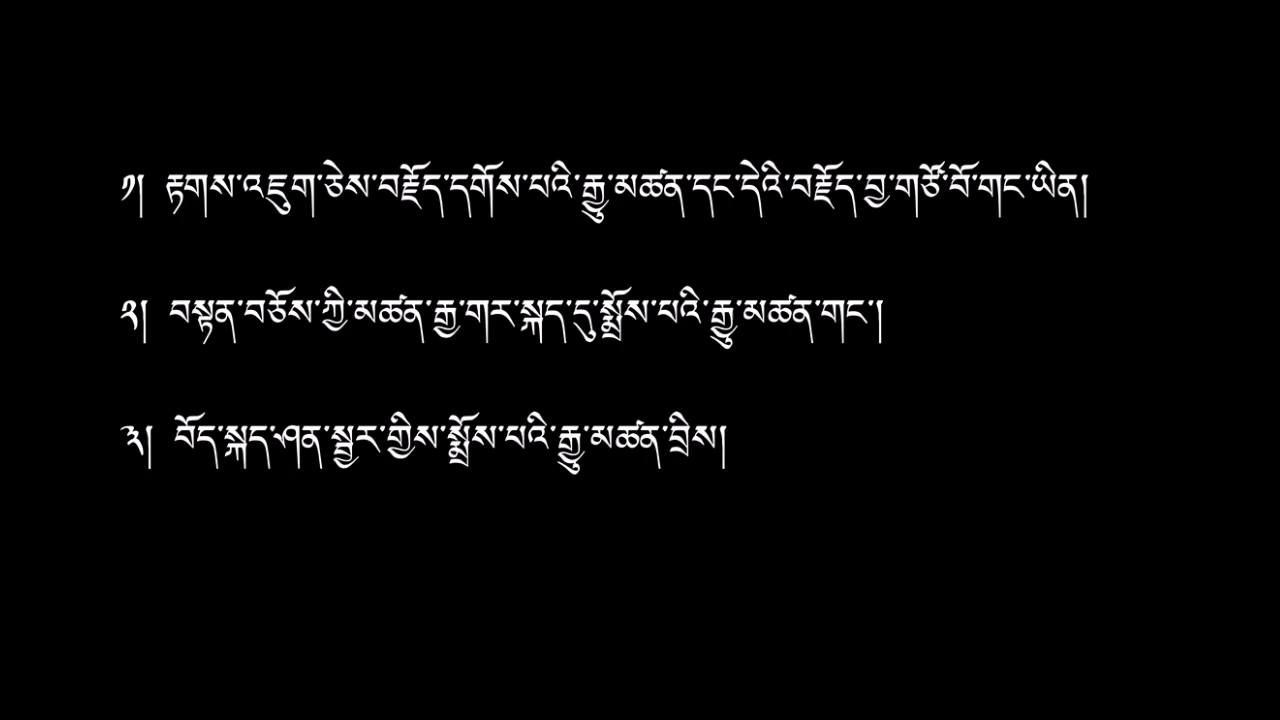 ༡། རྟགས་འཇུག་ཅེས་བརྗོད་དགོས་པའི་རྒྱུ་མཚན་དང་དེའི་བརྗོད་བྱ་གཙོ་བོ་གང་ཡིན།
༢། བསྟན་བཅོས་ཀྱི་མཚན་རྒྱ་གར་སྐད་དུ་སྨྲོས་པའི་རྒྱུ་མཚན་གང་།
༣། བོད་སྐད་ཤན་སྦྱར་གྱིས་སྨྲོས་པའི་རྒྱུ་མཚན་བྲིས།